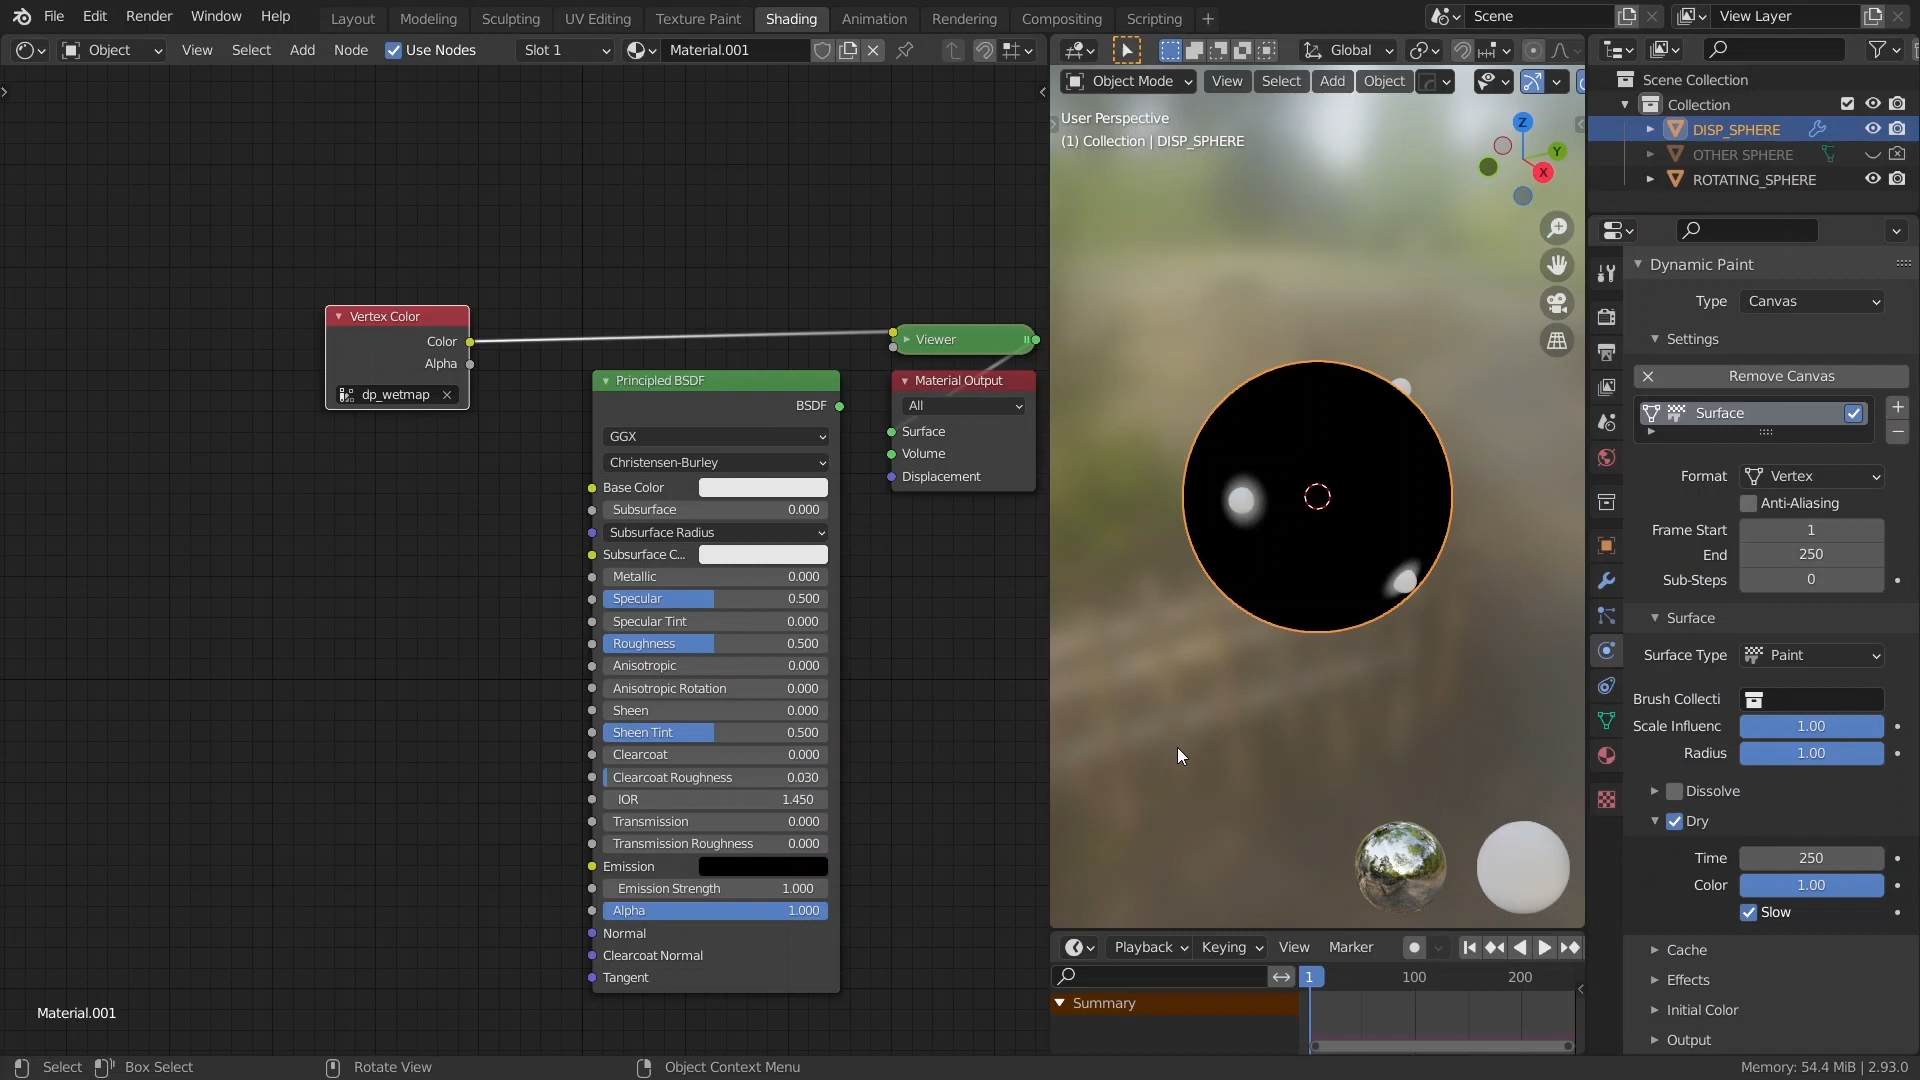 File Edit Render Window Help Layout Modeling Sculpting UV Editing Texture Paint Shading Animation Rendering Compositing Scripting + Scene View Layer
Object View Select Add Node Use Nodes Slot 1 Material.001 Global
Object Mode View Select Add Object
User Perspective
(1) Collection | DISP_SPHERE
Z
Y
X
Scene Collection
Collection
DISP_SPHERE
OTHER SPHERE
ROTATING_SPHERE
Vertex Color
Color
Alpha
dp_wetmap
Viewer
Principled BSDF
BSDF
GGX
Christensen-Burley
Base Color
Subsurface 0.000
Subsurface Radius
Subsurface C...
Metallic 0.000
Specular 0.500
Specular Tint 0.000
Roughness 0.500
Anisotropic 0.000
Anisotropic Rotation 0.000
Sheen 0.000
Sheen Tint 0.500
Clearcoat 0.000
Clearcoat Roughness 0.030
IOR 1.450
Transmission 0.000
Transmission Roughness 0.000
Emission
Emission Strength 1.000
Alpha 1.000
Normal
Clearcoat Normal
Tangent
Material Output
All
Surface
Volume
Displacement
Material.001
Dynamic Paint
Type Canvas
Settings
Remove Canvas
Surface
Format Vertex
Anti-Aliasing
Frame Start 1
End 250
Sub-Steps 0
Surface
Surface Type Paint
Brush Collecti
Scale Influenc 1.00
Radius 1.00
Dissolve
Dry
Time 250
Color 1.00
Slow
Cache
Effects
Initial Color
Output
Playback Keying View Marker
1 100 200
Summary
Select Box Select Rotate View Object Context Menu Memory: 54.4 MiB | 2.93.0